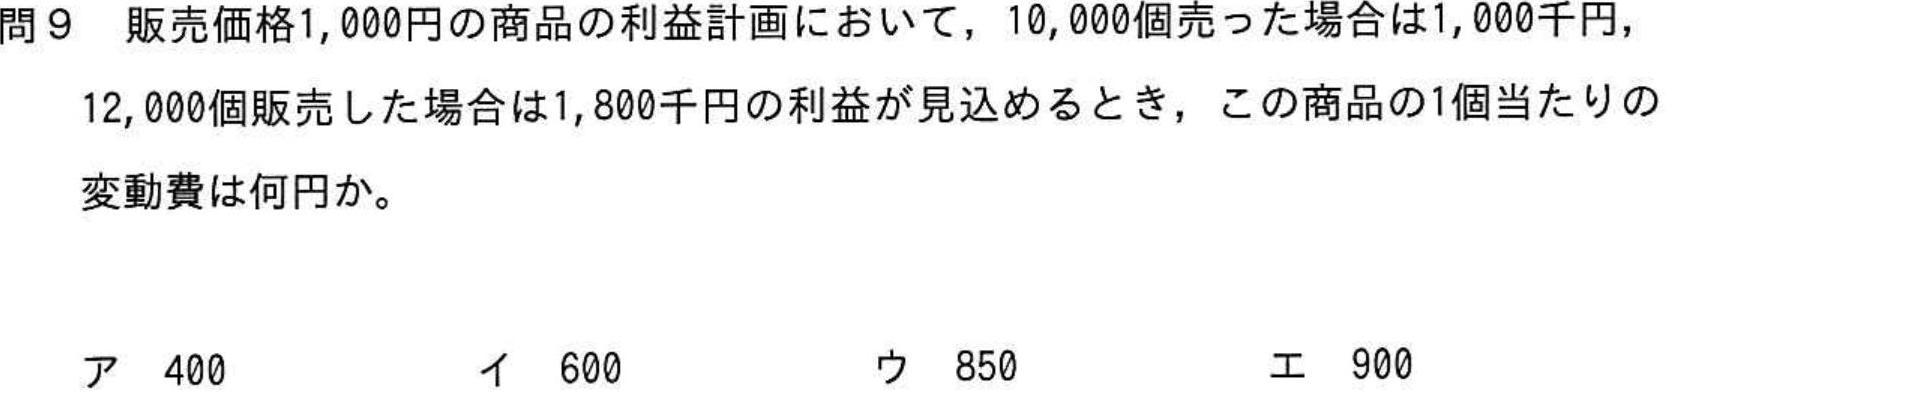 問9　販売価格1,000円の商品の利益計画において，10,000個売った場合は1,000千円，
12,000個販売した場合は1,800千円の利益が見込めるとき，この商品の1個当たりの
変動費は何円か。
ア　400　イ　600　ウ　850　エ　900